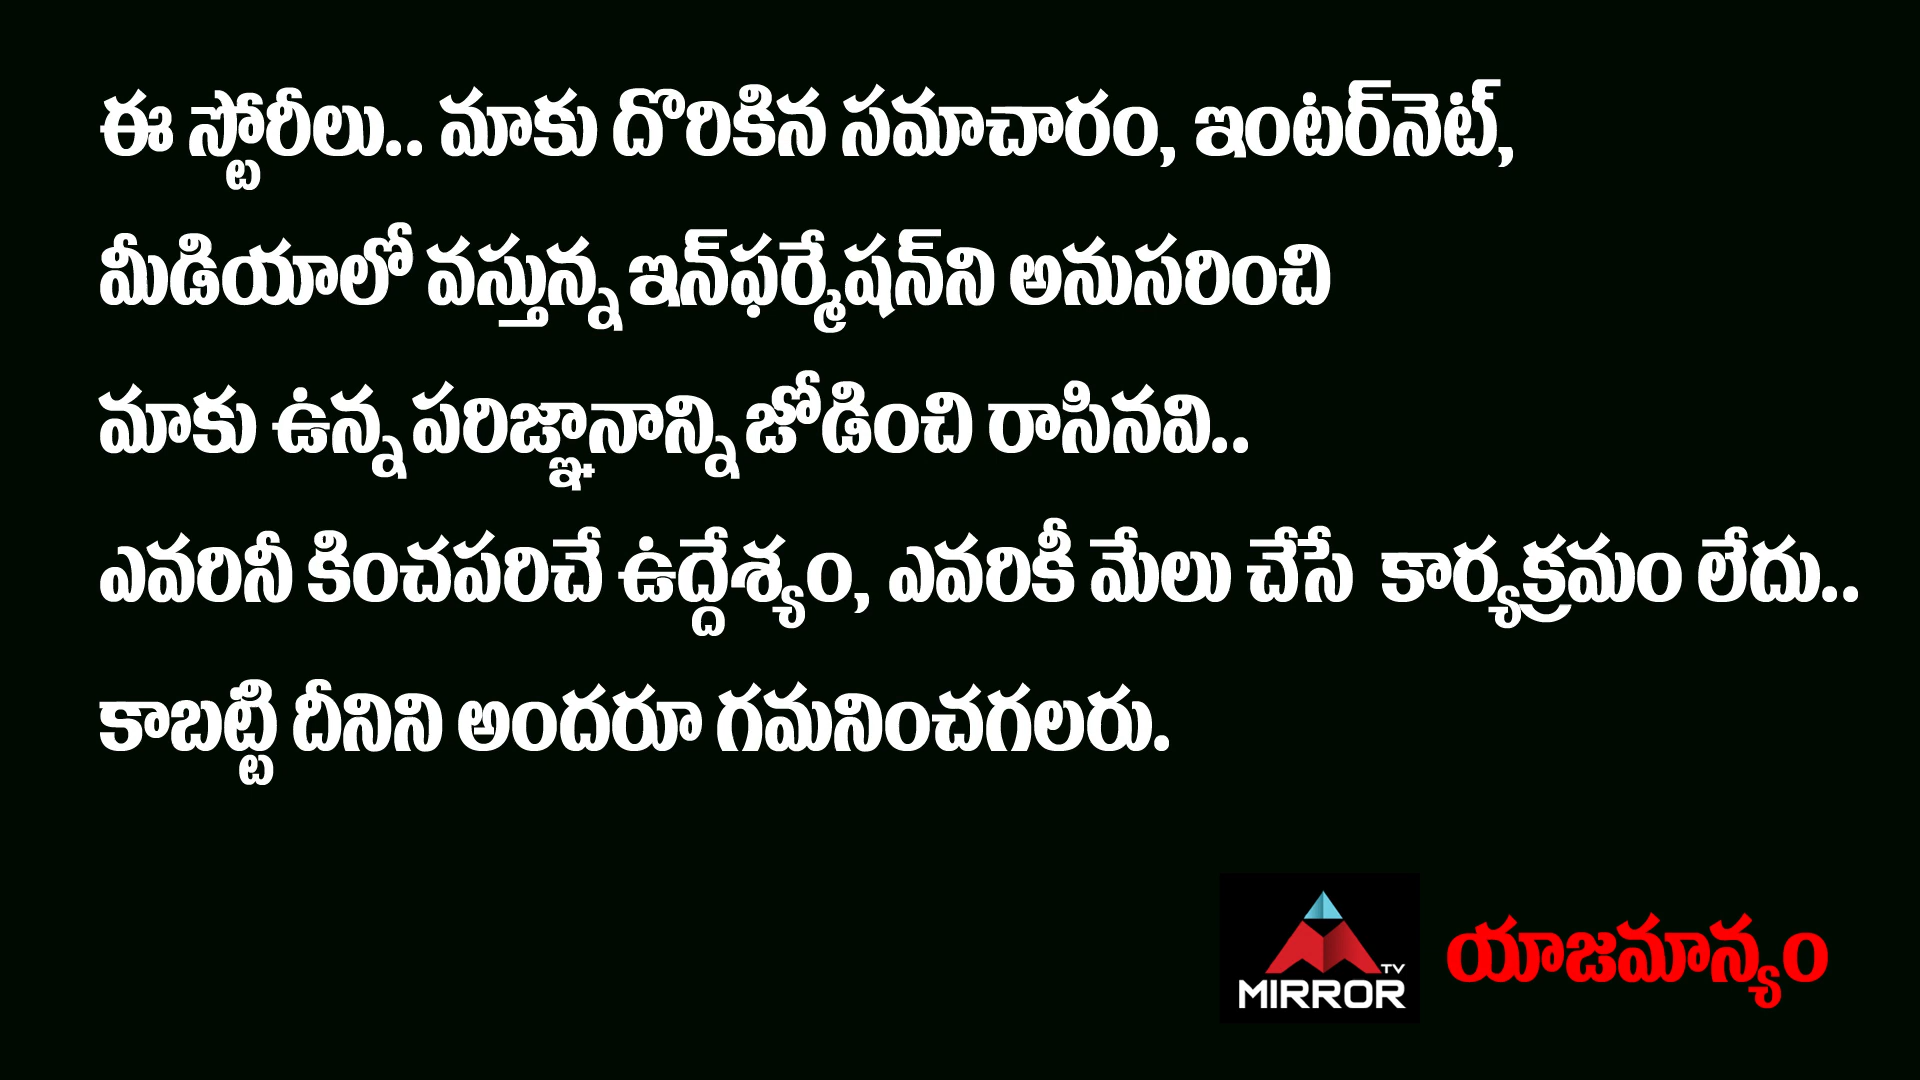 ఈ స్టోరీలు.. మాకు దొరికిన సమాచారం, ఇంటర్‌నెట్,
మీడియాలో వస్తున్న ఇన్‌ఫర్మేషన్‌ని అనుసరించి
మాకు ఉన్న పరిజ్ఞానాన్ని జోడించి రాసినవి..
ఎవరినీ కించపరిచే ఉద్దేశ్యం, ఎవరికీ మేలు చేసే కార్యక్రమం లేదు..
కాబట్టి దీనిని అందరూ గమనించగలరు.
TV
MIRROR
యాజమాన్యం